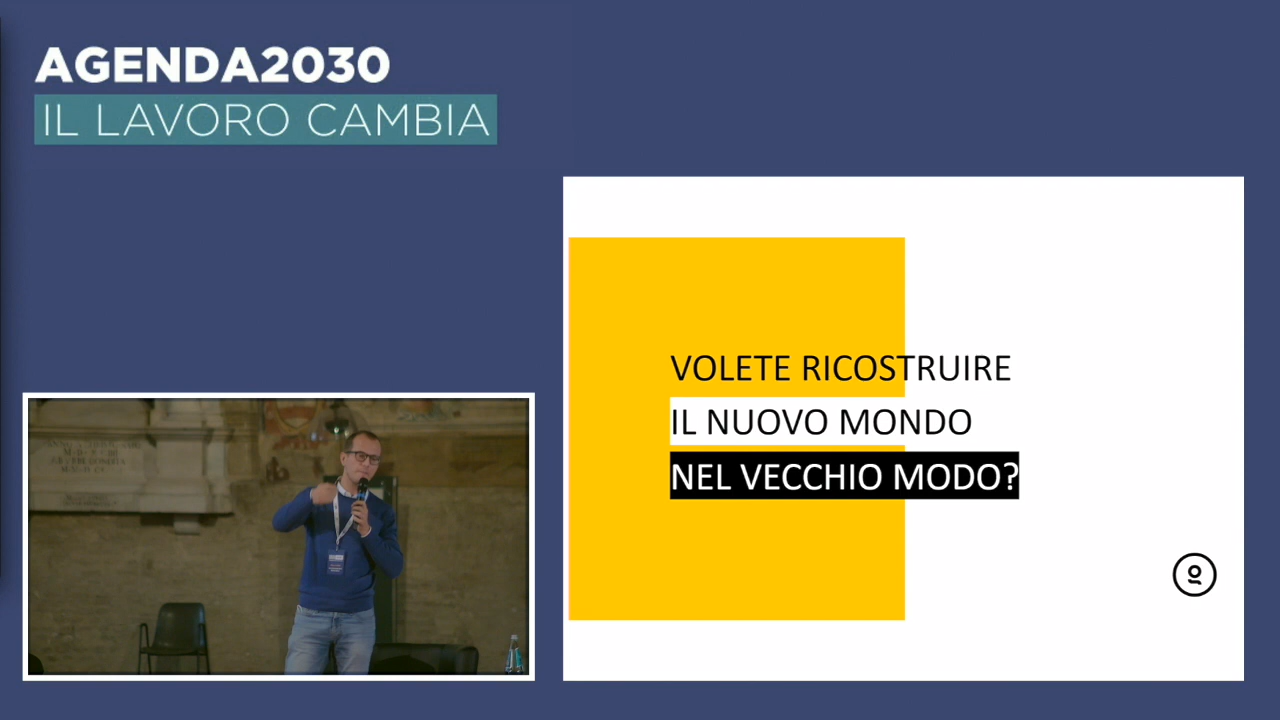 AGENDA2030
IL LAVORO CAMBIA
VOLETE RICOSTRUIRE
IL NUOVO MONDO
NEL VECCHIO MODO?